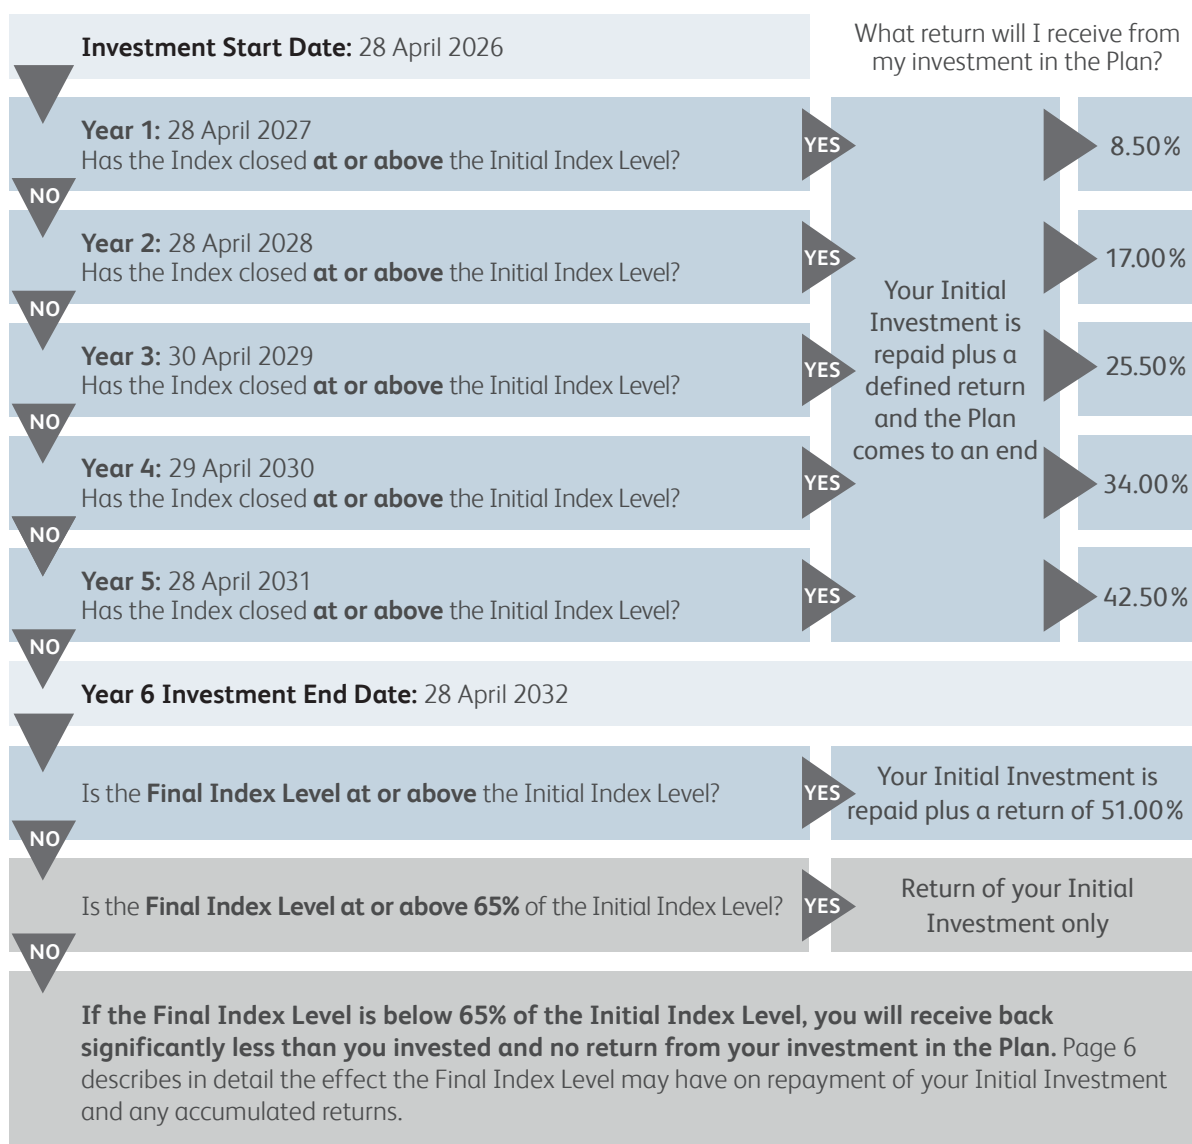 Investment Start Date: 28 April 2026
What return will I receive from
my investment in the Plan?
Year 1: 28 April 2027
Has the Index closed at or above the Initial Index Level?
YES
8.50%
NO
Year 2: 28 April 2028
Has the Index closed at or above the Initial Index Level?
YES
17.00%
NO
Year 3: 30 April 2029
Has the Index closed at or above the Initial Index Level?
YES
25.50%
NO
Year 4: 29 April 2030
Has the Index closed at or above the Initial Index Level?
YES
34.00%
NO
Year 5: 28 April 2031
Has the Index closed at or above the Initial Index Level?
YES
42.50%
NO
Your Initial
Investment is
repaid plus a
defined return
and the Plan
comes to an end
Year 6 Investment End Date: 28 April 2032
Is the Final Index Level at or above the Initial Index Level?
YES
Your Initial Investment is
repaid plus a return of 51.00%
NO
Is the Final Index Level at or above 65% of the Initial Index Level?
YES
Return of your Initial
Investment only
NO
If the Final Index Level is below 65% of the Initial Index Level, you will receive back
significantly less than you invested and no return from your investment in the Plan. Page 6
describes in detail the effect the Final Index Level may have on repayment of your Initial Investment
and any accumulated returns.